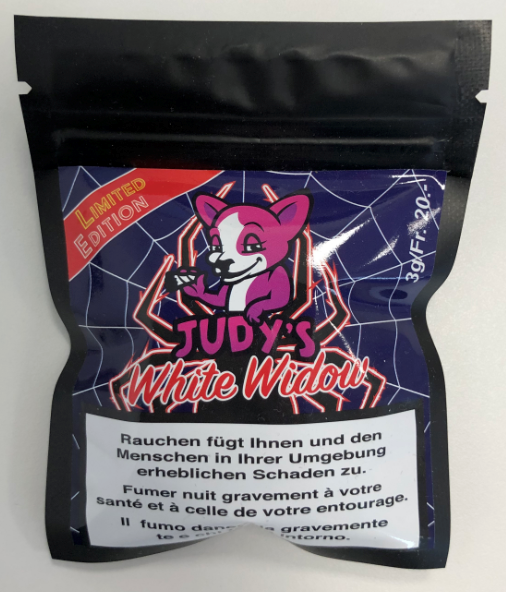 LIMITED
EDITION
3g/Fr. 20.-
JUDY'S
White Widow
Rauchen fügt Ihnen und den
Menschen in Ihrer Umgebung
erheblichen Schaden zu.
Fumer nuit gravement à votre
santé et à celle de votre entourage.
Il fumo gravemente
te